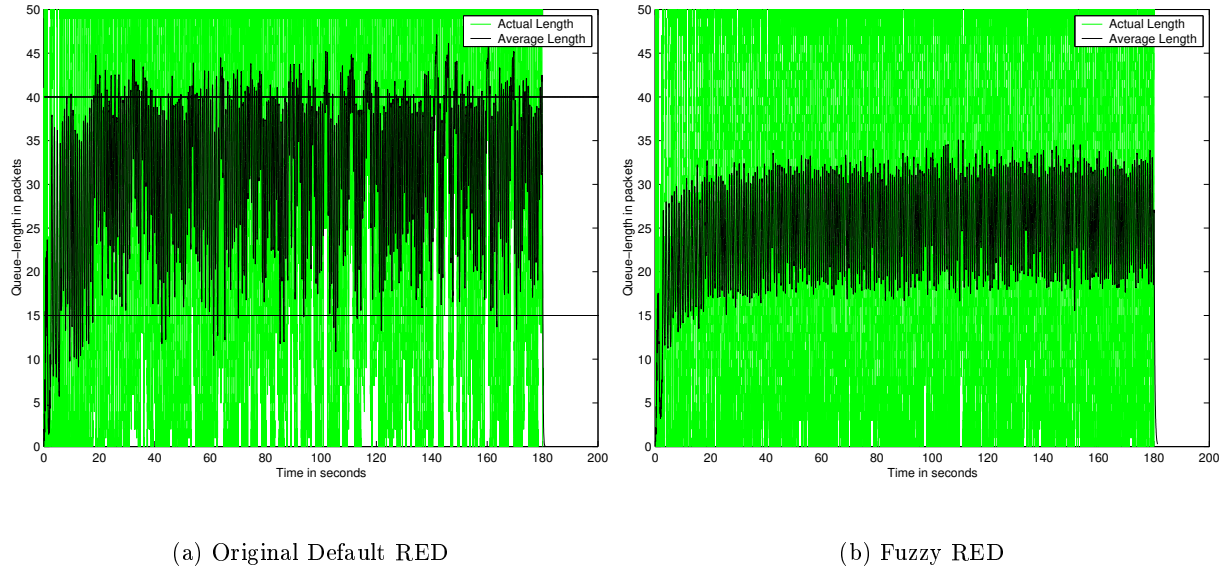 50
45
40
35
30
25
20
15
10
5
0
Queue-length in packets
Actual Length
Average Length
0 20 40 60 80 100 120 140 160 180 200
Time in seconds
(a) Original Default RED
50
45
40
35
30
25
20
15
10
5
0
Queue-length in packets
Actual Length
Average Length
0 20 40 60 80 100 120 140 160 180 200
Time in seconds
(b) Fuzzy RED